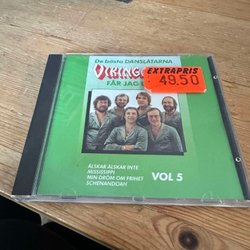 De bästa DANSLÅTARNA
EXTRAPRIS
49.50
FÅR JAG
ÄLSKAR ÄLSKAR INTE
MISSISSIPPI
MIN DRÖM OM FRIHET
SCHENANDOAH
VOL 5